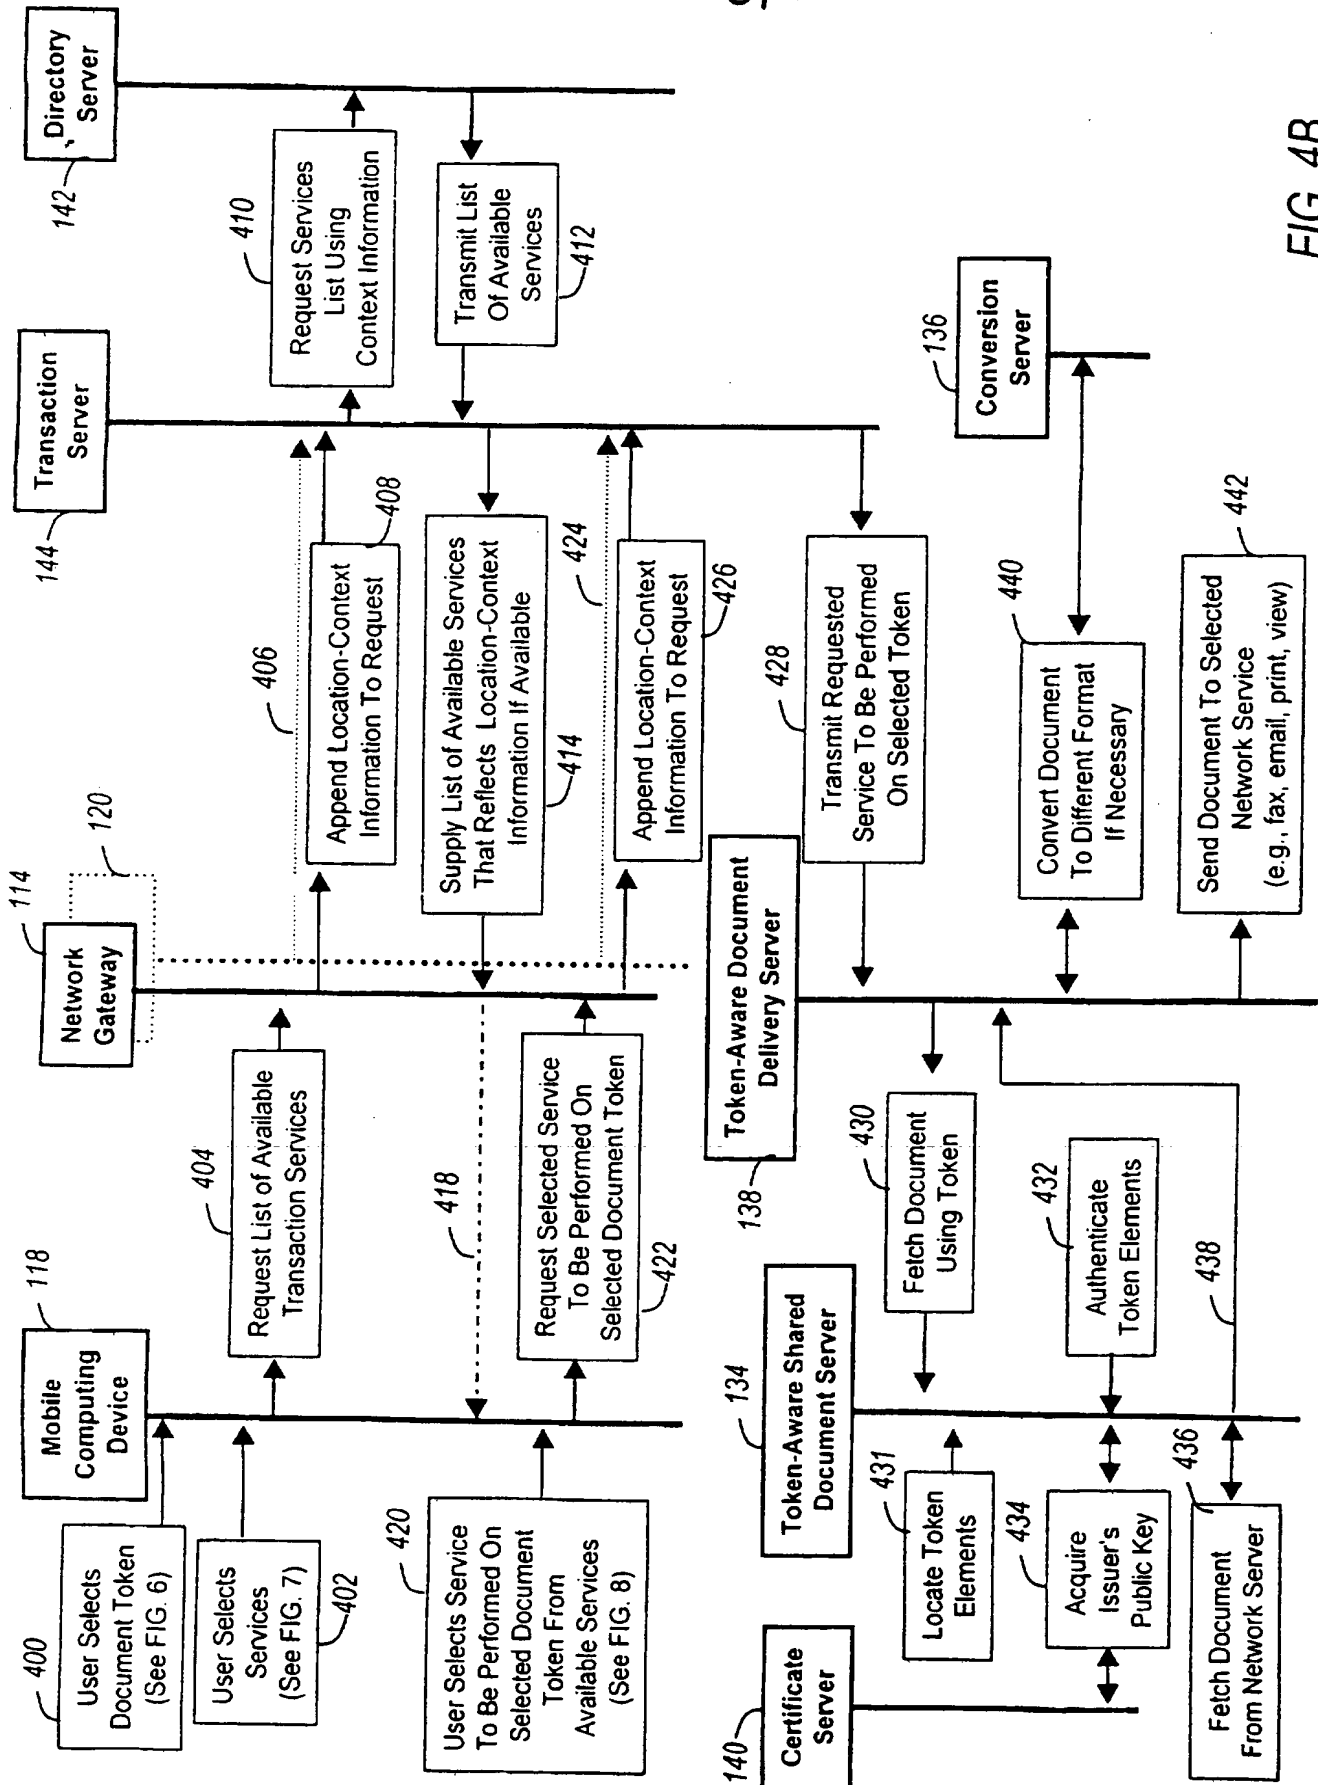 Mobile
Computing
Device
118
Network
Gateway
114
120
Transaction
Server
144
Directory
Server
142
User Selects
Document Token
(See FIG. 6)
400
User Selects
Services
(See FIG. 7)
402
Request List of Available
Transaction Services
404
406
Append Location-Context
Information To Request
408
Request Services
List Using
Context Information
410
Transmit List
Of Available
Services
412
Supply List of Available Services
That Reflects Location-Context
Information If Available
414
418
User Selects Service
To Be Performed On
Selected Document
Token From
Available Services
(See FIG. 8)
420
Request Selected Service
To Be Performed On
Selected Document Token
422
424
Append Location-Context
Information To Request
426
Transmit Requested
Service To Be Performed
On Selected Token
428
Certificate
Server
140
Token-Aware Shared
Document Server
134
Token-Aware Document
Delivery Server
138
Conversion
Server
136
Fetch Document
Using Token
430
Locate Token
Elements
431
Authenticate
Token Elements
432
Acquire
Issuer's
Public Key
434
Fetch Document
From Network Server
436
438
Convert Document
To Different Format
If Necessary
440
Send Document To Selected
Network Service
(e.g., fax, email, print, view)
442
FIG. 4B